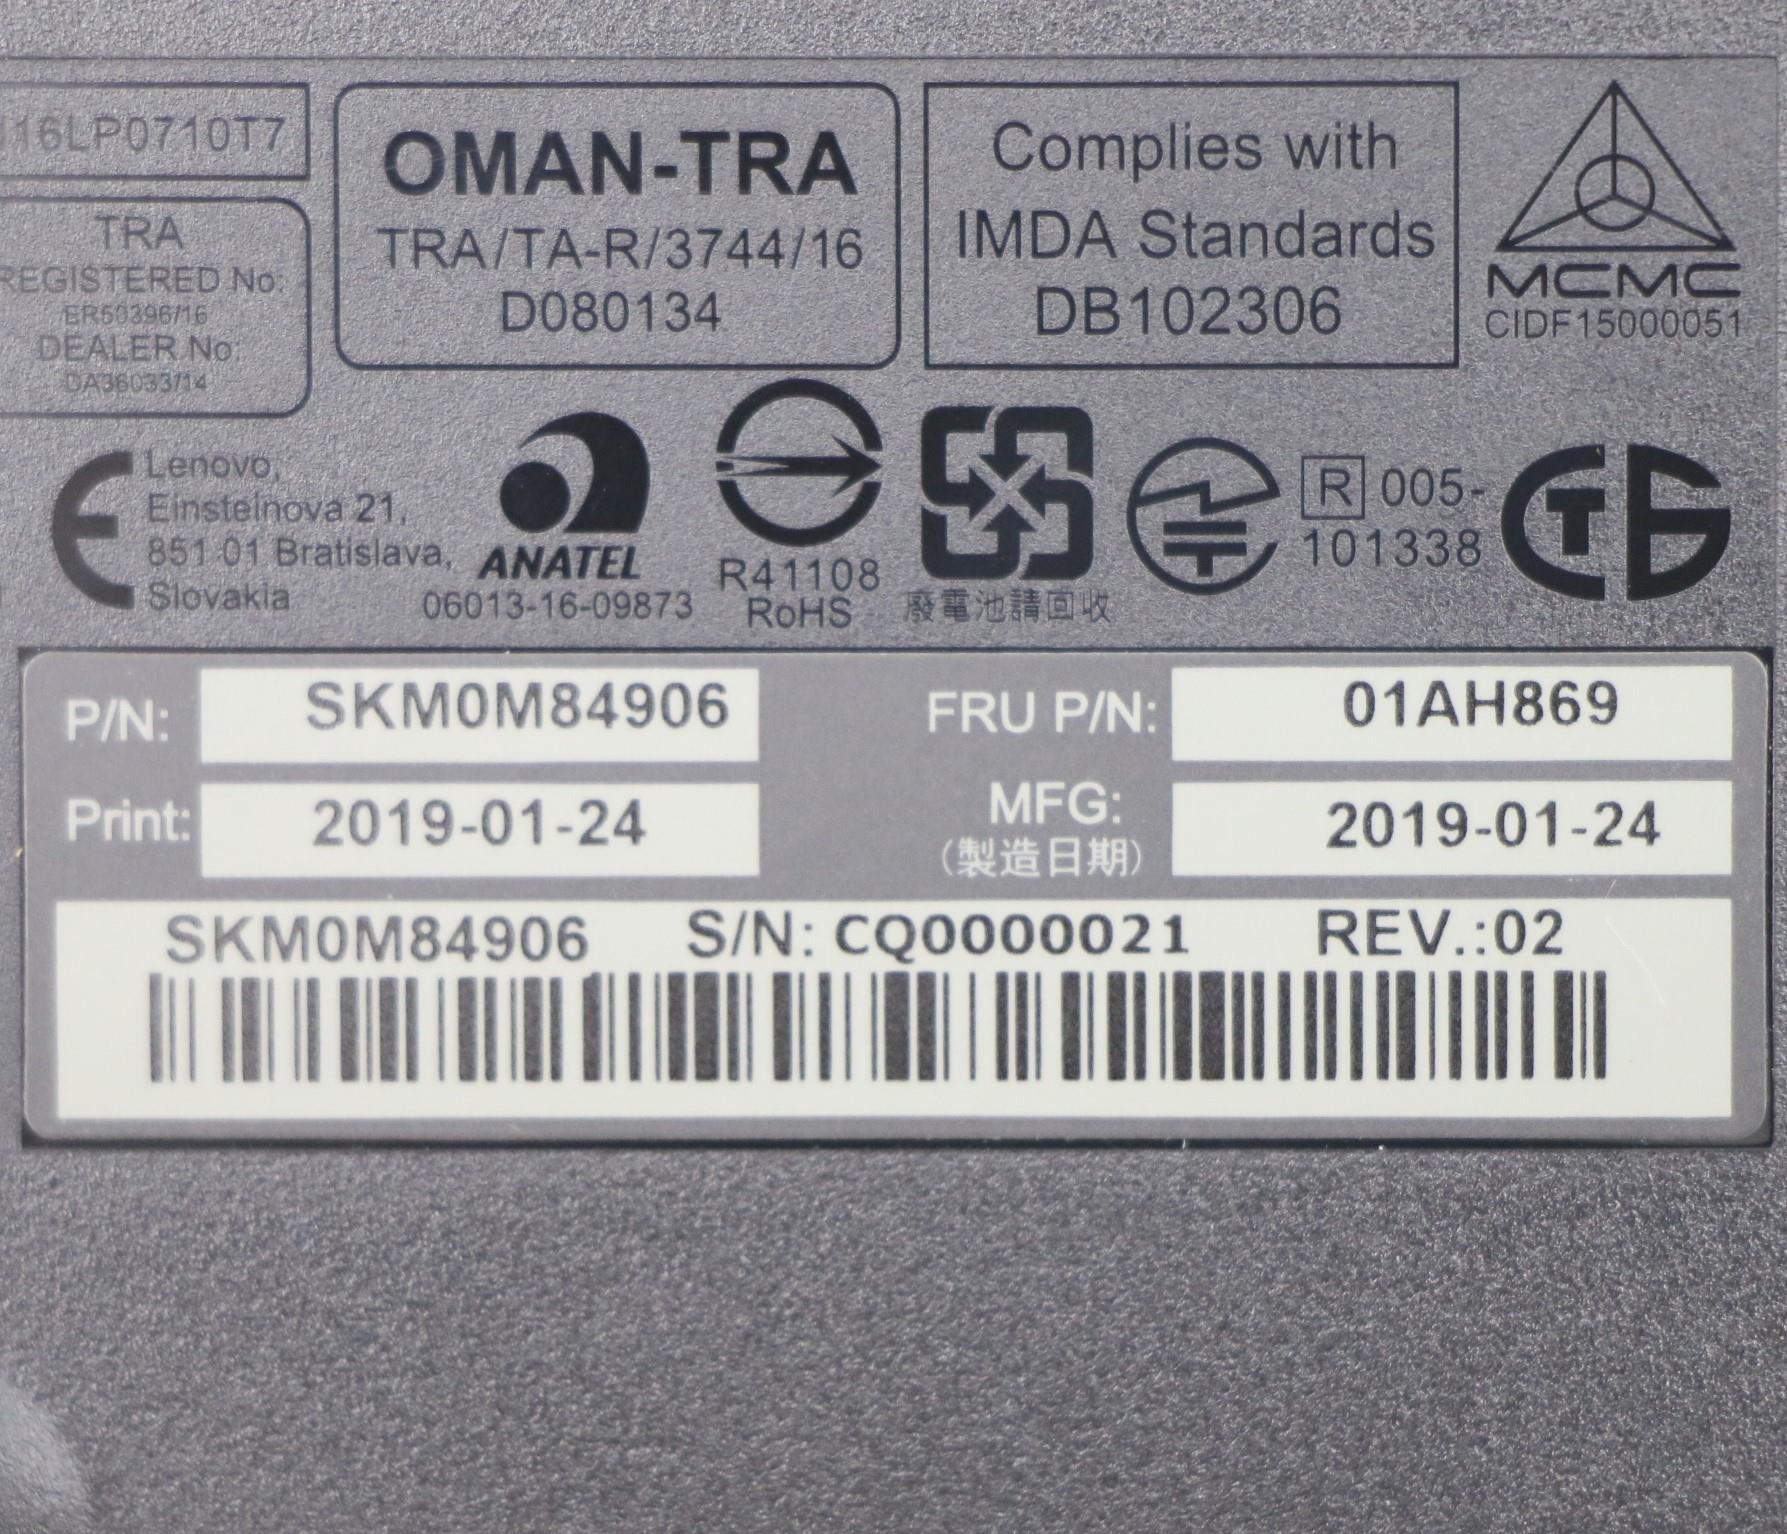 16LP0710T7
TRA
REGISTERED No:
ER50396/16
DEALER No:
DA36033/14
OMAN-TRA
TRA/TA-R/3744/16
D080134
Complies with
IMDA Standards
DB102306
MCMC
CIDF15000051
CE
Lenovo,
Einsteinova 21,
851 01 Bratislava,
Slovakia
ANATEL
06013-16-09873
R41108
RoHS
廢電池請回收
R 005-
101338
P/N: SKM0M84906
FRU P/N: 01AH869
Print: 2019-01-24
MFG: 2019-01-24
(製造日期)
SKM0M84906 S/N: CQ0000021 REV.:02